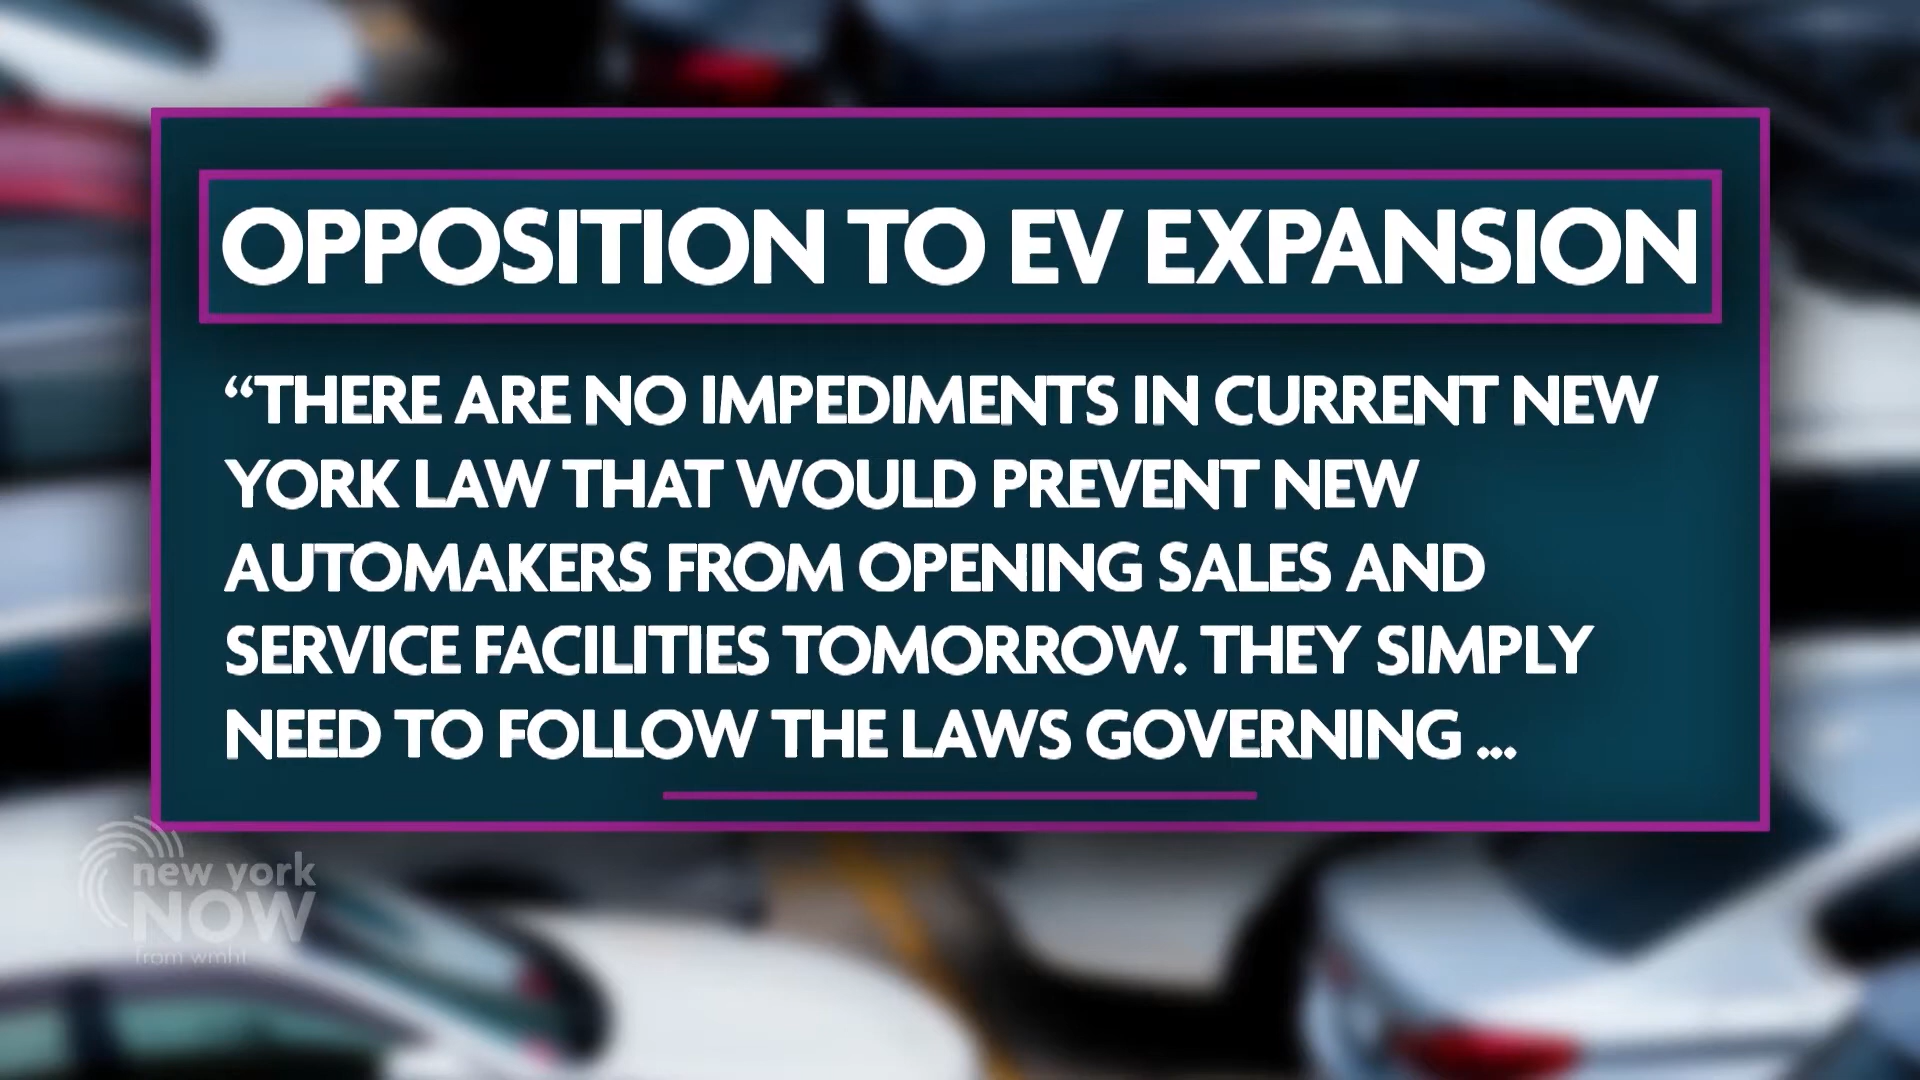 OPPOSITION TO EV EXPANSION
“THERE ARE NO IMPEDIMENTS IN CURRENT NEW
YORK LAW THAT WOULD PREVENT NEW
AUTOMAKERS FROM OPENING SALES AND
SERVICE FACILITIES TOMORROW. THEY SIMPLY
NEED TO FOLLOW THE LAWS GOVERNING ...
new york
NOW
from wmht